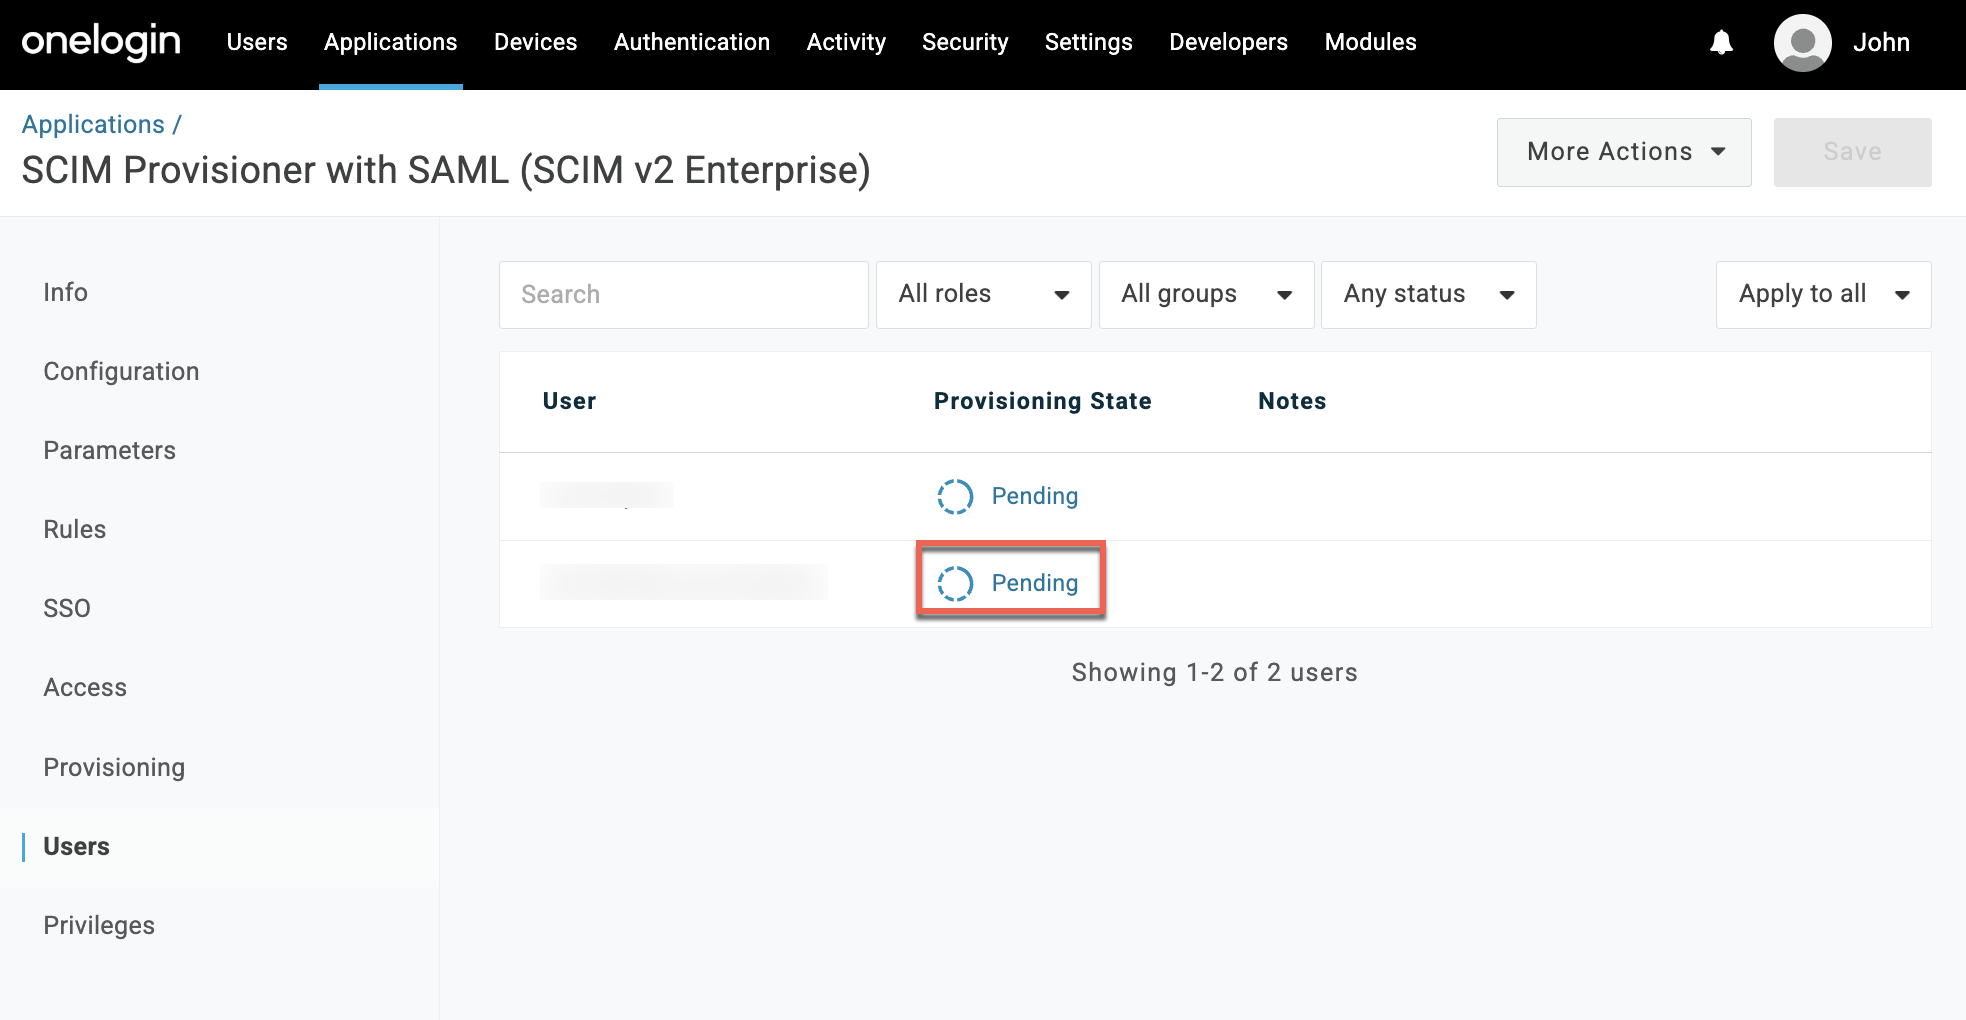 onelogin Users Applications Devices Authentication Activity Security Settings Developers Modules John
Applications /
SCIM Provisioner with SAML (SCIM v2 Enterprise)
More Actions Save
Info
Configuration
Parameters
Rules
SSO
Access
Provisioning
Users
Privileges
Search All roles All groups Any status Apply to all
User Provisioning State Notes
Pending
Pending
Showing 1-2 of 2 users